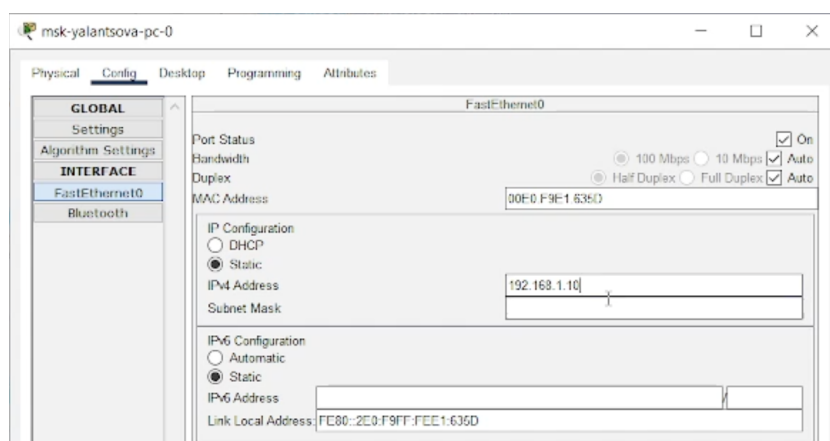 msk-yalantsova-pc-0
Physical Config Desktop Programming Attributes
GLOBAL
Settings
Algorithm Settings
INTERFACE
FastEthernet0
Bluetooth
FastEthernet0
Port Status On
Bandwidth 100 Mbps 10 Mbps Auto
Duplex Half Duplex Full Duplex Auto
MAC Address 00E0.F9E1.635D
IP Configuration
DHCP
Static
IPv4 Address 192.168.1.10
Subnet Mask
IPv6 Configuration
Automatic
Static
IPv6 Address /
Link Local Address: FE80::2E0:F9FF:FEE1:635D